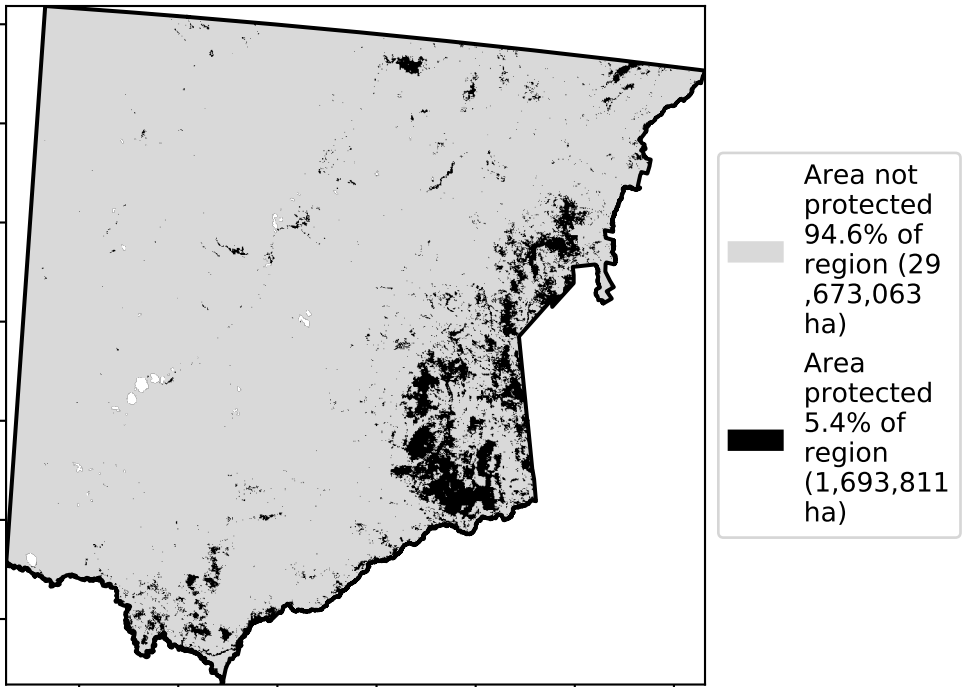 Area not
protected
94.6% of
region (29
,673,063
ha)
Area
protected
5.4% of
region
(1,693,811
ha)